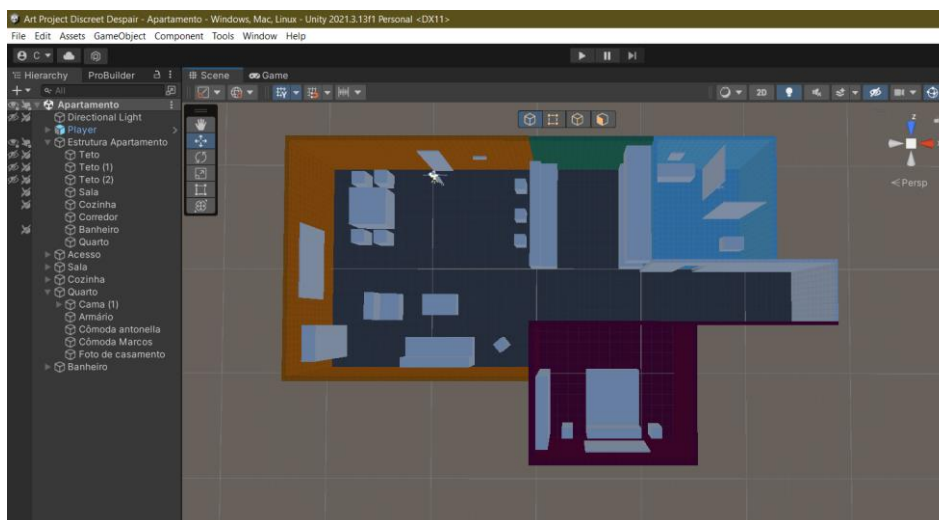 Art Project Discreet Despair - Apartamento - Windows, Mac, Linux - Unity 2021.3.13f1 Personal <DX11>
File Edit Assets GameObject Component Tools Window Help
C
Hierarchy ProBuilder Scene Game
All 2D
Apartamento
Directional Light
Player
Estrutura Apartamento
Teto
Teto (1)
Teto (2)
Sala
Cozinha
Corredor
Banheiro
Quarto
Acesso
Sala
Cozinha
Quarto
Cama (1)
Armário
Cômoda antonella
Cômoda Marcos
Foto de casamento
Banheiro
z
Persp